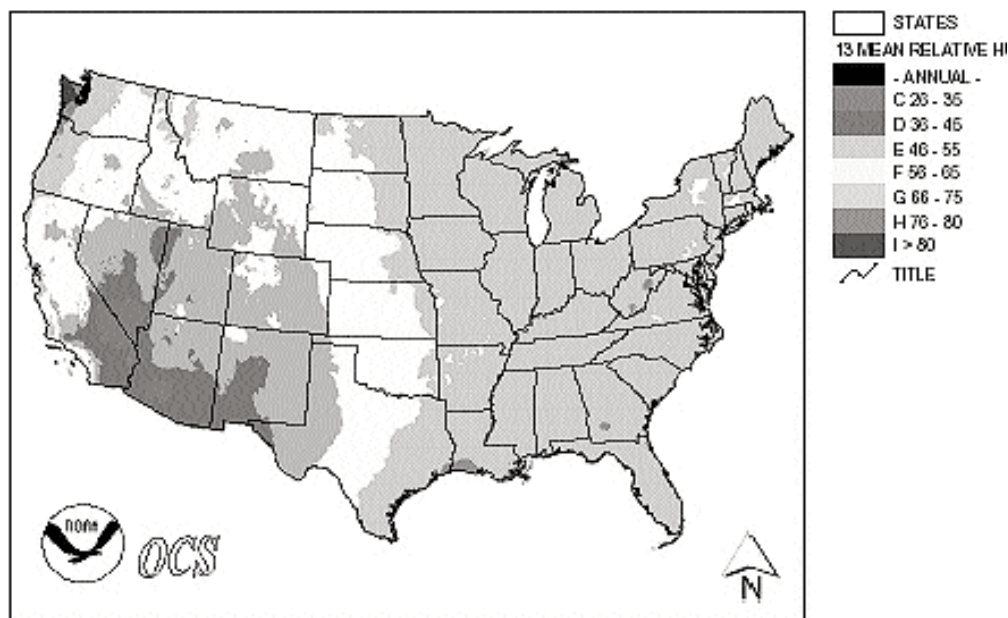 STATES
13 MEAN RELATIVE HU
- ANNUAL -
C 26 - 35
D 36 - 45
E 46 - 55
F 56 - 65
G 66 - 75
H 76 - 80
I > 80
TITLE
NOAA
OCS
N